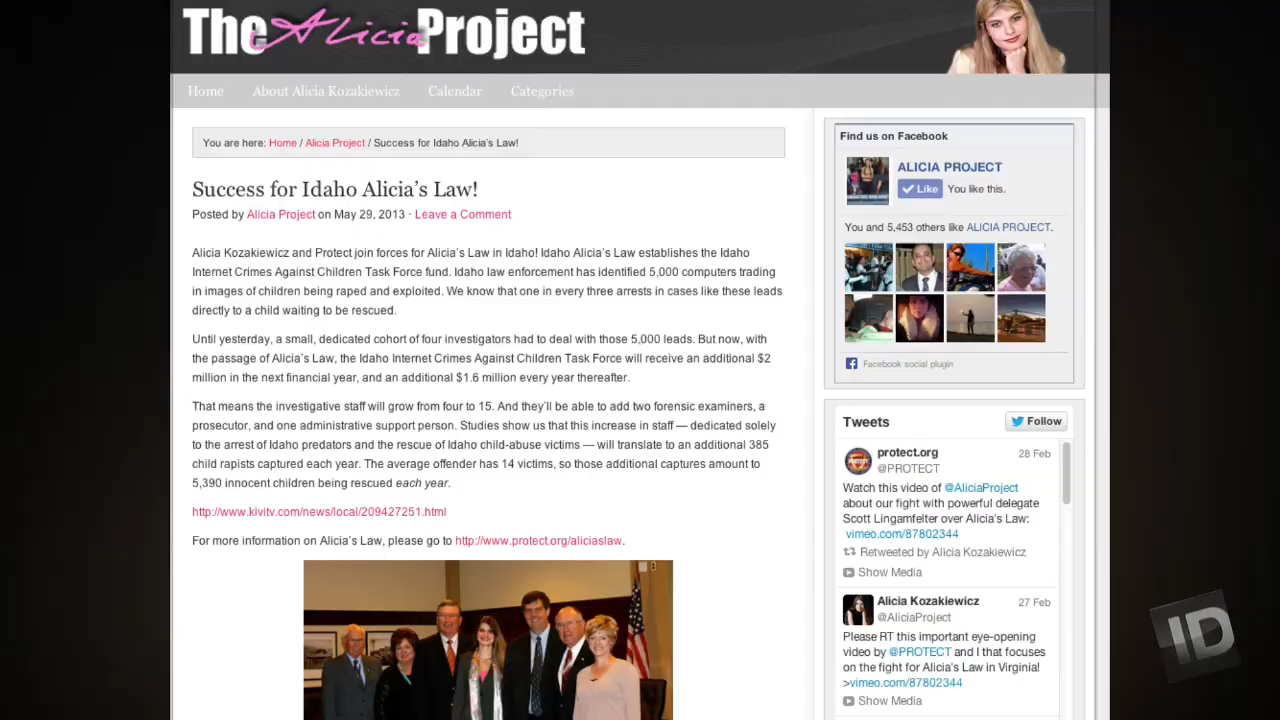 The Alicia Project
Home About Alicia Kozakiewicz Calendar Categories
You are here: Home / Alicia Project / Success for Idaho Alicia's Law!
Success for Idaho Alicia's Law!
Posted by Alicia Project on May 29, 2013 · Leave a Comment
Alicia Kozakiewicz and Protect join forces for Alicia's Law in Idaho! Idaho Alicia's Law establishes the Idaho
Internet Crimes Against Children Task Force fund. Idaho law enforcement has identified 5,000 computers trading
in images of children being raped and exploited. We know that one in every three arrests in cases like these leads
directly to a child waiting to be rescued.
Until yesterday, a small, dedicated cohort of four investigators had to deal with those 5,000 leads. But now, with
the passage of Alicia's Law, the Idaho Internet Crimes Against Children Task Force will receive an additional $2
million in the next financial year, and an additional $1.6 million every year thereafter.
That means the investigative staff will grow from four to 15. And they'll be able to add two forensic examiners, a
prosecutor, and one administrative support person. Studies show us that this increase in staff — dedicated solely
to the arrest of Idaho predators and the rescue of Idaho child-abuse victims — will translate to an additional 385
child rapists captured each year. The average offender has 14 victims, so those additional captures amount to
5,390 innocent children being rescued each year.
http://www.kivitv.com/news/local/209427251.html
For more information on Alicia's Law, please go to http://www.protect.org/aliciaslaw.
Find us on Facebook
ALICIA PROJECT
Like You like this.
You and 5,453 others like ALICIA PROJECT.
Facebook social plugin
Tweets Follow
protect.org 28 Feb
@PROTECT
Watch this video of @AliciaProject
about our fight with powerful delegate
Scott Lingamfelter over Alicia's Law:
vimeo.com/87802344
Retweeted by Alicia Kozakiewicz
Show Media
Alicia Kozakiewicz 27 Feb
@AliciaProject
Please RT this important eye-opening
video by @PROTECT and I that focuses
on the fight for Alicia's Law in Virginia!
>vimeo.com/87802344
Show Media
ID